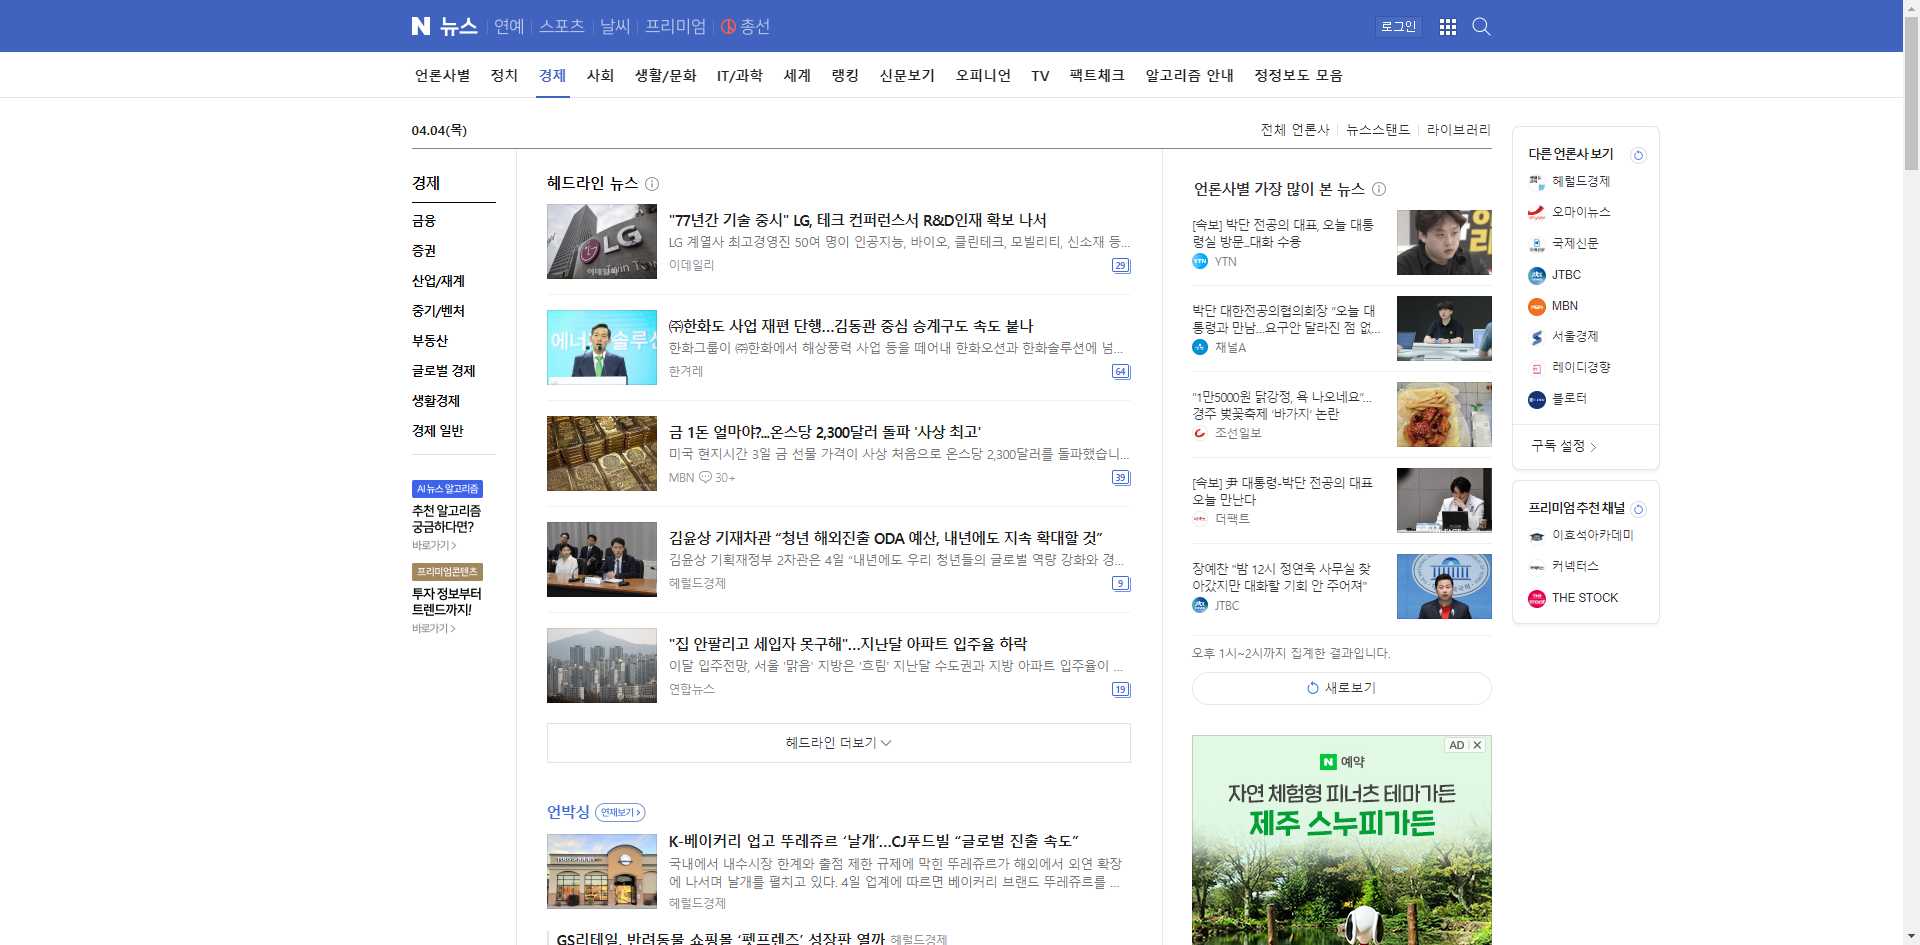 N 뉴스 연예 스포츠 날씨 프리미엄 총선
로그인
언론사별 정치 경제 사회 생활/문화 IT/과학 세계 랭킹 신문보기 오피니언 TV 팩트체크 알고리즘 안내 정정보도 모음
04.04(목)
전체 언론사 뉴스스탠드 라이브러리
경제
금융
증권
산업/재계
중기/벤처
부동산
글로벌 경제
생활경제
경제 일반
AI 뉴스 알고리즘
추천 알고리즘
궁금하다면?
바로가기 >
프리미엄콘텐츠
투자 정보부터
트렌드까지!
바로가기 >
헤드라인 뉴스
LG
"77년간 기술 중시" LG, 테크 컨퍼런스서 R&D인재 확보 나서
LG 계열사 최고경영진 50여 명이 인공지능, 바이오, 클린테크, 모빌리티, 신소재 등...
이데일리
29
㈜한화도 사업 재편 단행…김동관 중심 승계구도 속도 붙나
한화그룹이 ㈜한화에서 해상풍력 사업 등을 떼어내 한화오션과 한화솔루션에 넘...
한겨레
64
금 1돈 얼마야?...온스당 2,300달러 돌파 '사상 최고'
미국 현지시간 3일 금 선물 가격이 사상 처음으로 온스당 2,300달러를 돌파했습니...
MBN 30+
39
김윤상 기재차관 “청년 해외진출 ODA 예산, 내년에도 지속 확대할 것”
김윤상 기획재정부 2차관은 4일 “내년에도 우리 청년들의 글로벌 역량 강화와 경...
헤럴드경제
9
"집 안팔리고 세입자 못구해"…지난달 아파트 입주율 하락
이달 입주전망, 서울 '맑음' 지방은 '흐림' 지난달 수도권과 지방 아파트 입주율이 ...
연합뉴스
19
헤드라인 더보기
언박싱 연재보기 >
K-베이커리 업고 뚜레쥬르 ‘날개’…CJ푸드빌 “글로벌 진출 속도”
국내에서 내수시장 한계와 출점 제한 규제에 막힌 뚜레쥬르가 해외에서 외연 확장
에 나서며 날개를 펼치고 있다. 4일 업계에 따르면 베이커리 브랜드 뚜레쥬르를 ...
헤럴드경제
GS리테일, 반려동물 쇼핑몰 ‘펫프렌즈’ 성장판 열까 헤럴드경제
언론사별 가장 많이 본 뉴스
[속보] 박단 전공의 대표, 오늘 대통
령실 방문…대화 수용
YTN
박단 대한전공의협의회장 "오늘 대
통령과 만남…요구안 달라진 점 없...
채널A
"1만5000원 닭강정, 욕 나오네요"…
경주 벚꽃축제 ‘바가지’ 논란
조선일보
[속보] 尹 대통령-박단 전공의 대표
오늘 만난다
더팩트
장예찬 "밤 12시 정연욱 사무실 찾
아갔지만 대화할 기회 안 주어져"
JTBC
오후 1시~2시까지 집계한 결과입니다.
새로보기
AD X
N 예약
자연 체험형 피너츠 테마가든
제주 스누피가든
다른 언론사 보기
헤럴드경제
오마이뉴스
국제신문
JTBC
MBN
서울경제
레이디경향
블로터
구독 설정 >
프리미엄 추천 채널
이효석아카데미
커넥터스
THE STOCK